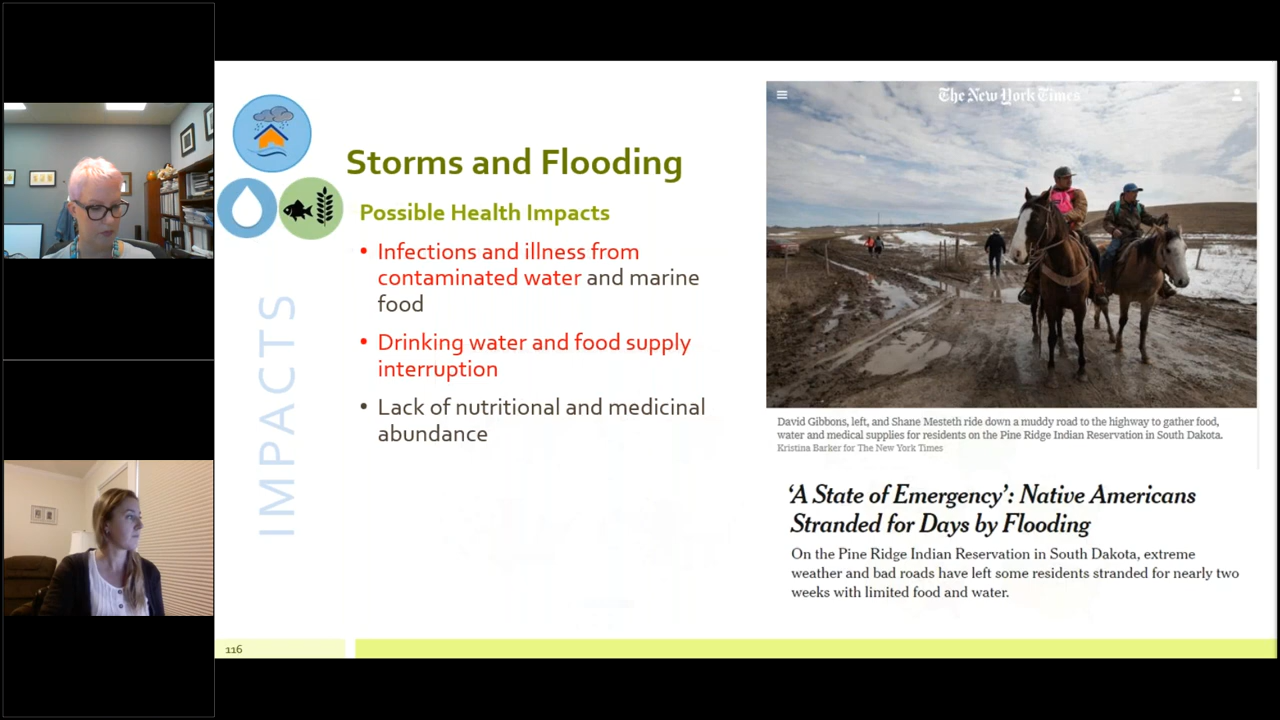 Storms and Flooding
Possible Health Impacts
• Infections and illness from
contaminated water and marine
food
• Drinking water and food supply
interruption
• Lack of nutritional and medicinal
abundance
IMPACTS
116
The New York Times
David Gibbons, left, and Shane Mesteth ride down a muddy road to the highway to gather food,
water and medical supplies for residents on the Pine Ridge Indian Reservation in South Dakota.
Kristina Barker for The New York Times
‘A State of Emergency’: Native Americans
Stranded for Days by Flooding
On the Pine Ridge Indian Reservation in South Dakota, extreme
weather and bad roads have left some residents stranded for nearly two
weeks with limited food and water.